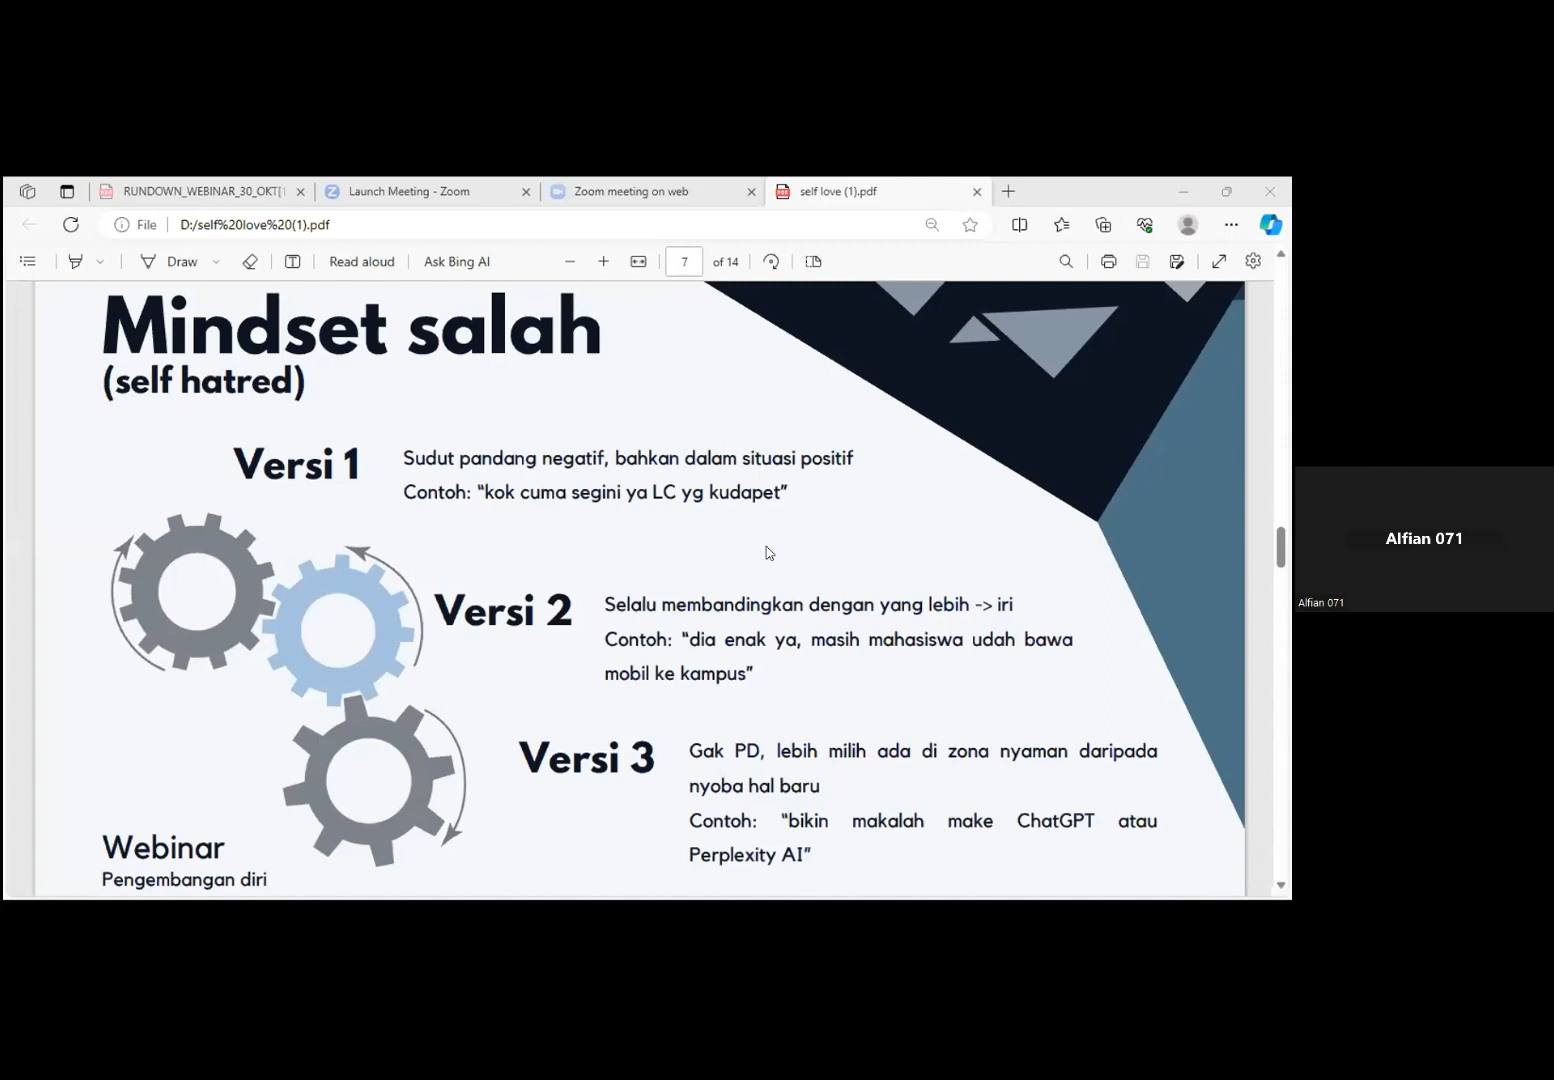 RUNDOWN_WEBINAR_30_OKT[1
Launch Meeting - Zoom
Zoom meeting on web
self love (1).pdf
File
D:/self%20love%20(1).pdf
Draw
Read aloud
Ask Bing AI
7
of 14
Mindset salah
(self hatred)
Versi 1
Sudut pandang negatif, bahkan dalam situasi positif
Contoh: “kok cuma segini ya LC yg kudapet”
Versi 2
Selalu membandingkan dengan yang lebih -> iri
Contoh: “dia enak ya, masih mahasiswa udah bawa
mobil ke kampus”
Versi 3
Gak PD, lebih milih ada di zona nyaman daripada
nyoba hal baru
Contoh: “bikin makalah make ChatGPT atau
Perplexity AI”
Webinar
Pengembangan diri
Alfian 071
Alfian 071